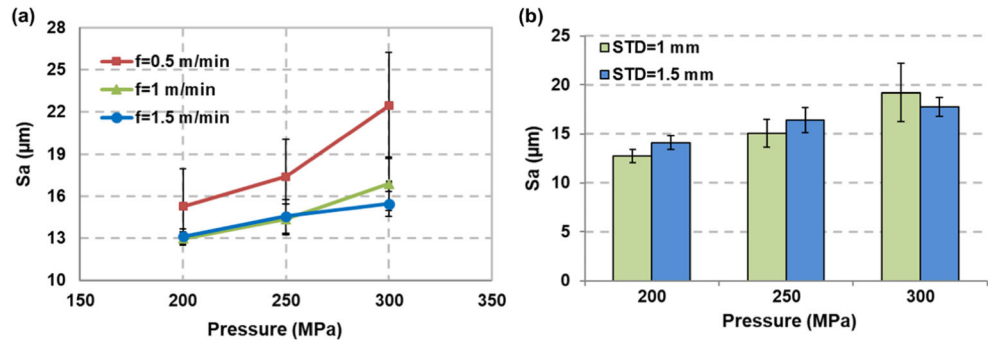 (a)
28
25
22
19
16
13
10
Sa (µm)
f=0.5 m/min
f=1 m/min
f=1.5 m/min
150
200
250
300
350
Pressure (MPa)
(b)
25
20
15
10
5
0
Sa (µm)
STD=1 mm
STD=1.5 mm
200
250
300
Pressure (MPa)